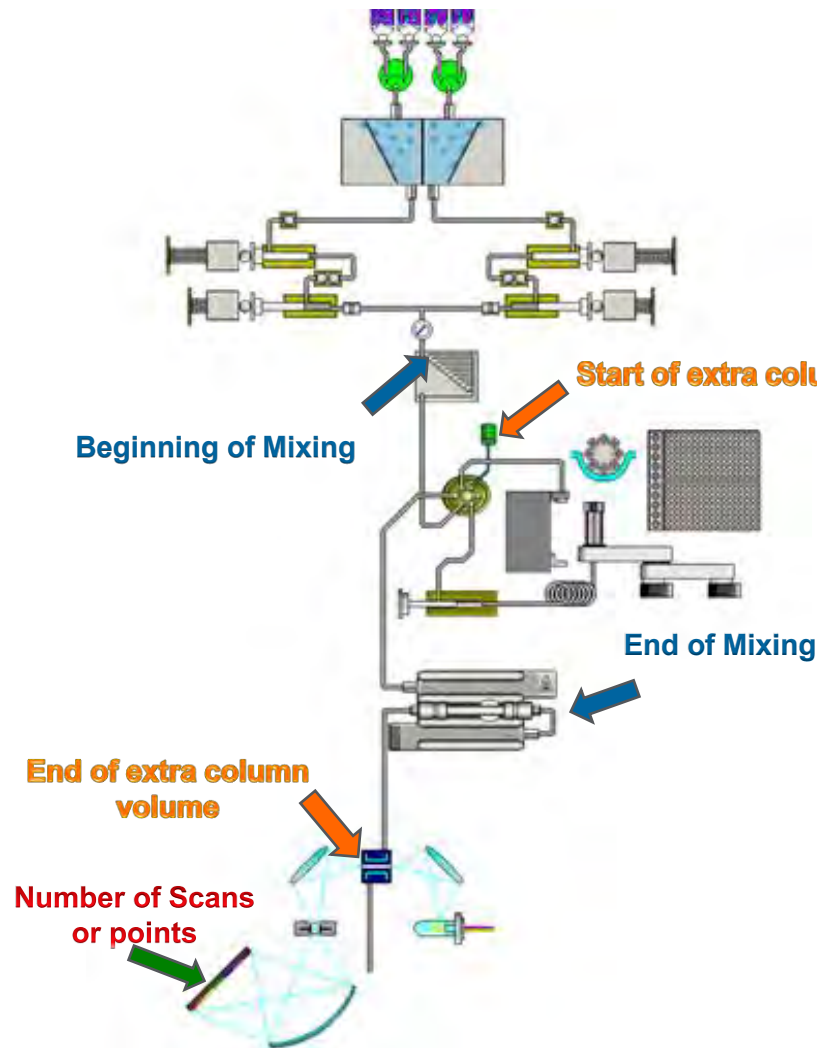 Start of extra
Beginning of Mixing
End of Mixing
End of extra column
volume
Number of Scans
or points